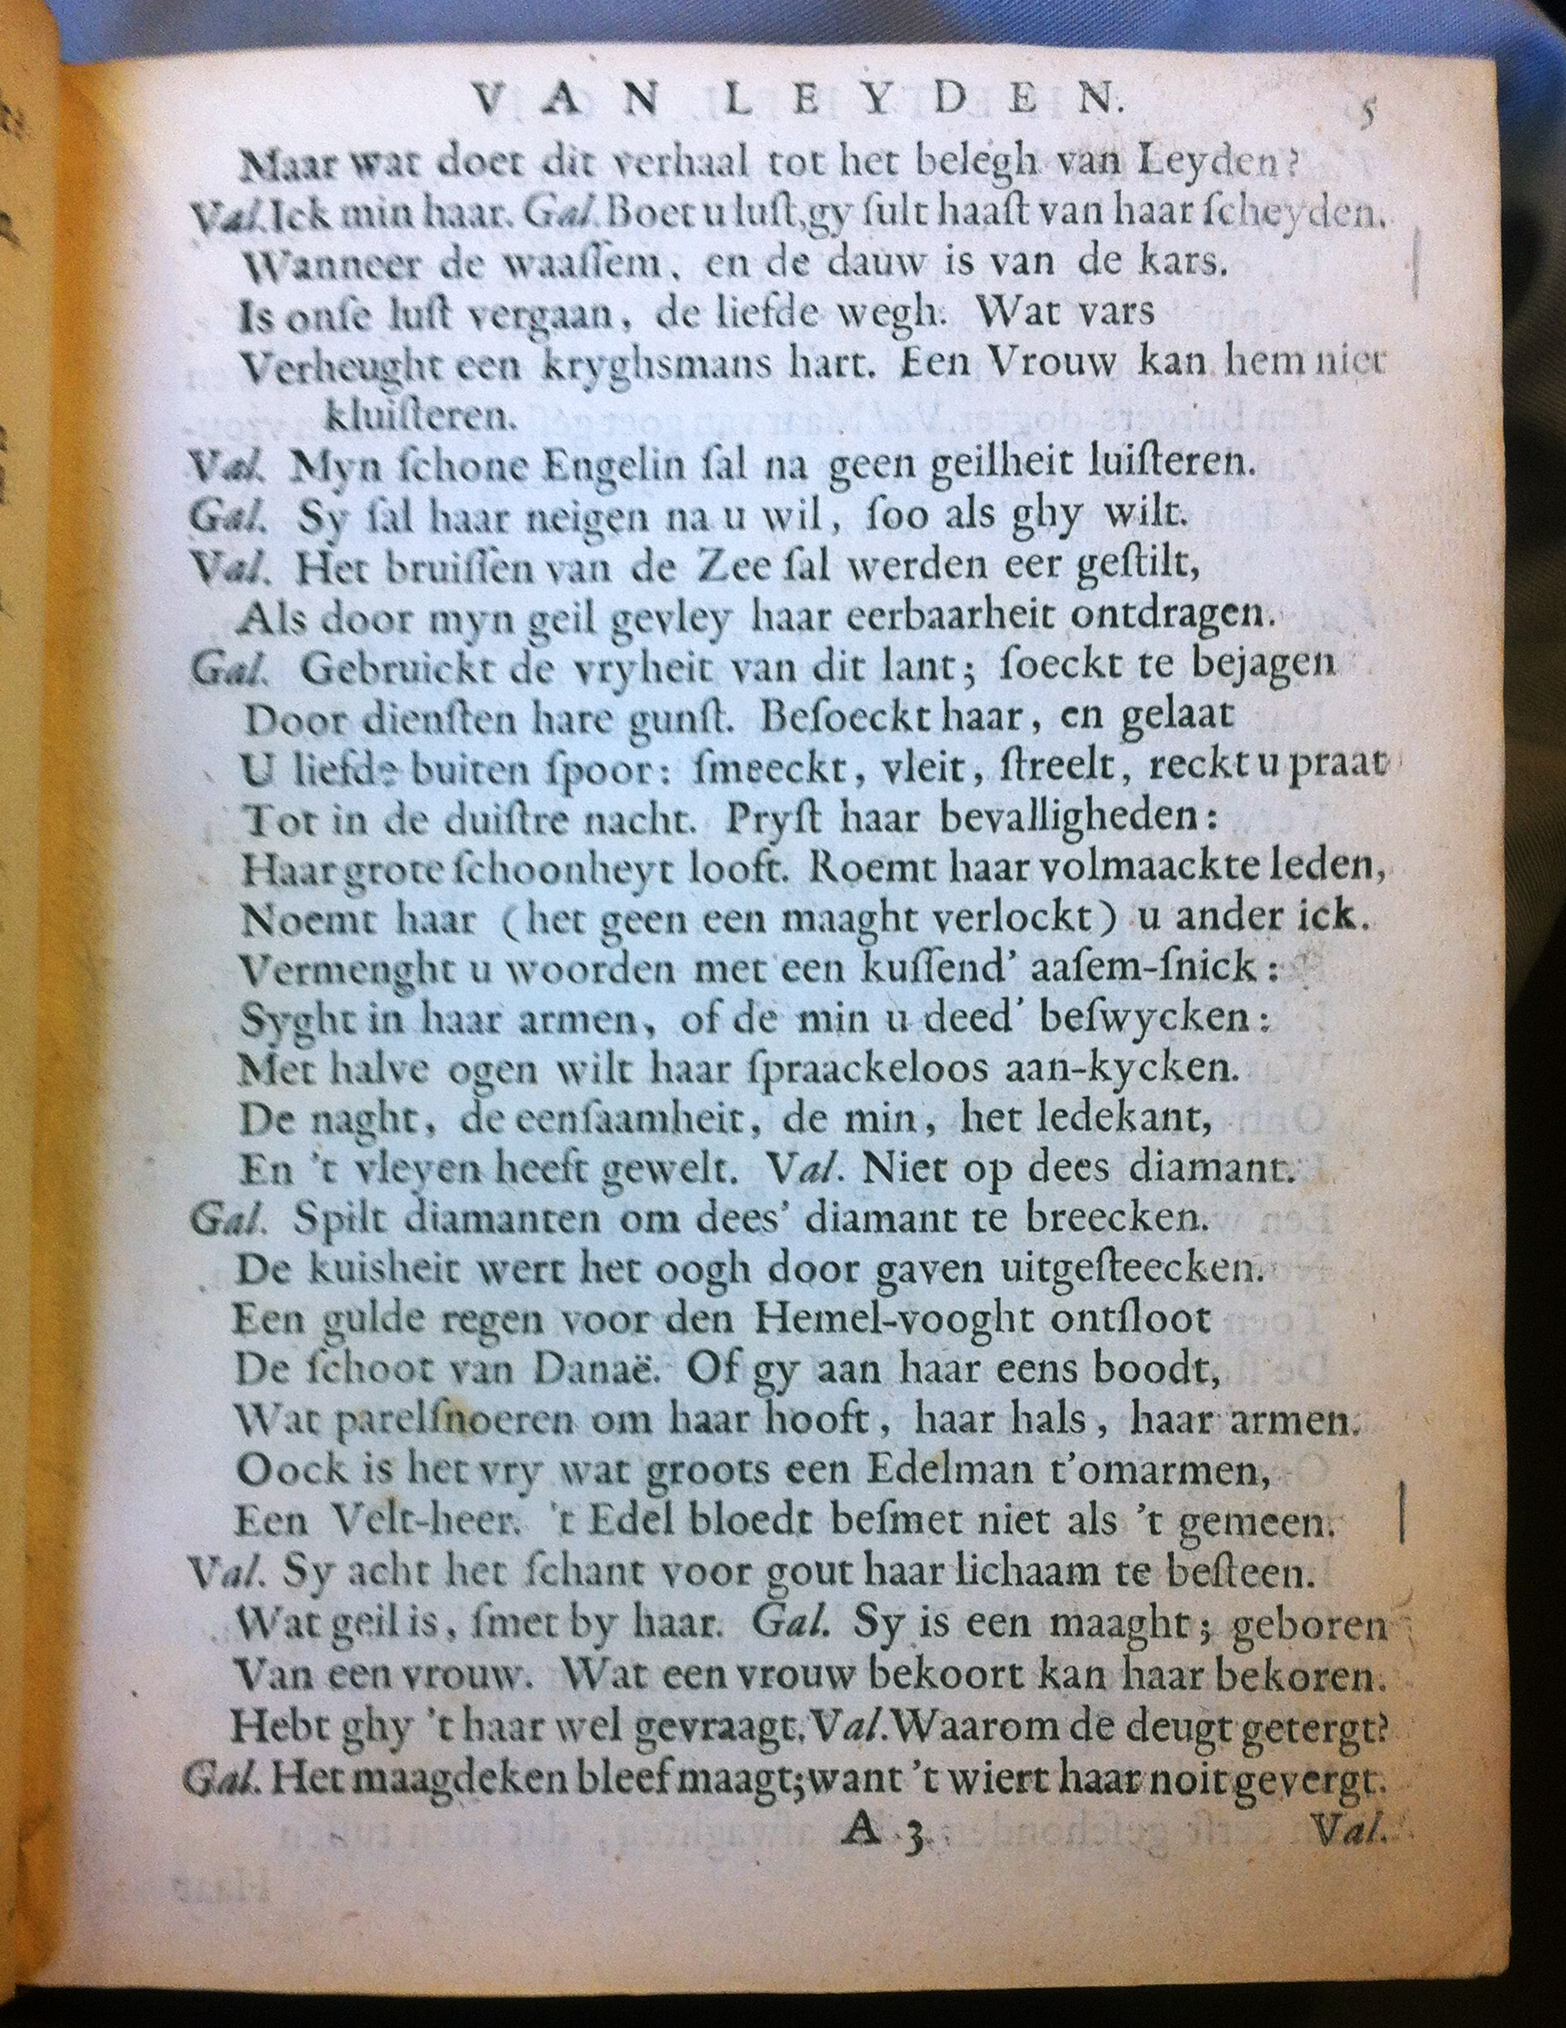 VAN LEYDEN. 5
Maar wat doet dit verhaal tot het belegh van Leyden?
Val. Ick min haar. Gal. Boet u luſt, gy ſult haaſt van haar ſcheyden.
Wanneer de waaſſem, en de dauw is van de kars.
Is onſe luſt vergaan, de liefde wegh. Wat vars
Verheught een kryghsmans hart. Een Vrouw kan hem niet
kluiſteren.
Val. Myn ſchone Engelin ſal na geen geilheit luiſteren.
Gal. Sy ſal haar neigen na u wil, ſoo als ghy wilt.
Val. Het bruiſſen van de Zee ſal werden eer geſtilt,
Als door myn geil gevley haar eerbaarheit ontdragen.
Gal. Gebruickt de vryheit van dit lant; ſoeckt te bejagen
Door dienſten hare gunſt. Beſoeckt haar, en gelaat
U liefde buiten ſpoor: ſmeeckt, vleit, ſtreelt, reckt u praat
Tot in de duiſtre nacht. Pryſt haar bevalligheden:
Haar grote ſchoonheyt looft. Roemt haar volmaackte leden,
Noemt haar (het geen een maaght verlockt) u ander ick.
Vermenght u woorden met een kuſſend' aaſem-ſnick:
Syght in haar armen, of de min u deed' beſwycken:
Met halve ogen wilt haar ſpraackeloos aan-kycken.
De naght, de eenſaamheit, de min, het ledekant,
En 't vleyen heeft gewelt. Val. Niet op dees diamant.
Gal. Spilt diamanten om dees' diamant te breecken.
De kuisheit wert het oogh door gaven uitgeſteecken.
Een gulde regen voor den Hemel-vooght ontſloot
De ſchoot van Danaë. Of gy aan haar eens boodt,
Wat parelſnoeren om haar hooft, haar hals, haar armen.
Oock is het vry wat groots een Edelman t'omarmen,
Een Velt-heer. 't Edel bloedt beſmet niet als 't gemeen.
Val. Sy acht het ſchant voor gout haar lichaam te beſteen.
Wat geil is, ſmet by haar. Gal. Sy is een maaght; geboren
Van een vrouw. Wat een vrouw bekoort kan haar bekoren.
Hebt ghy 't haar wel gevraagt. Val. Waarom de deugt getergt?
Gal. Het maagdeken bleef maagt; want 't wiert haar noit gevergt.
A 3 Val.